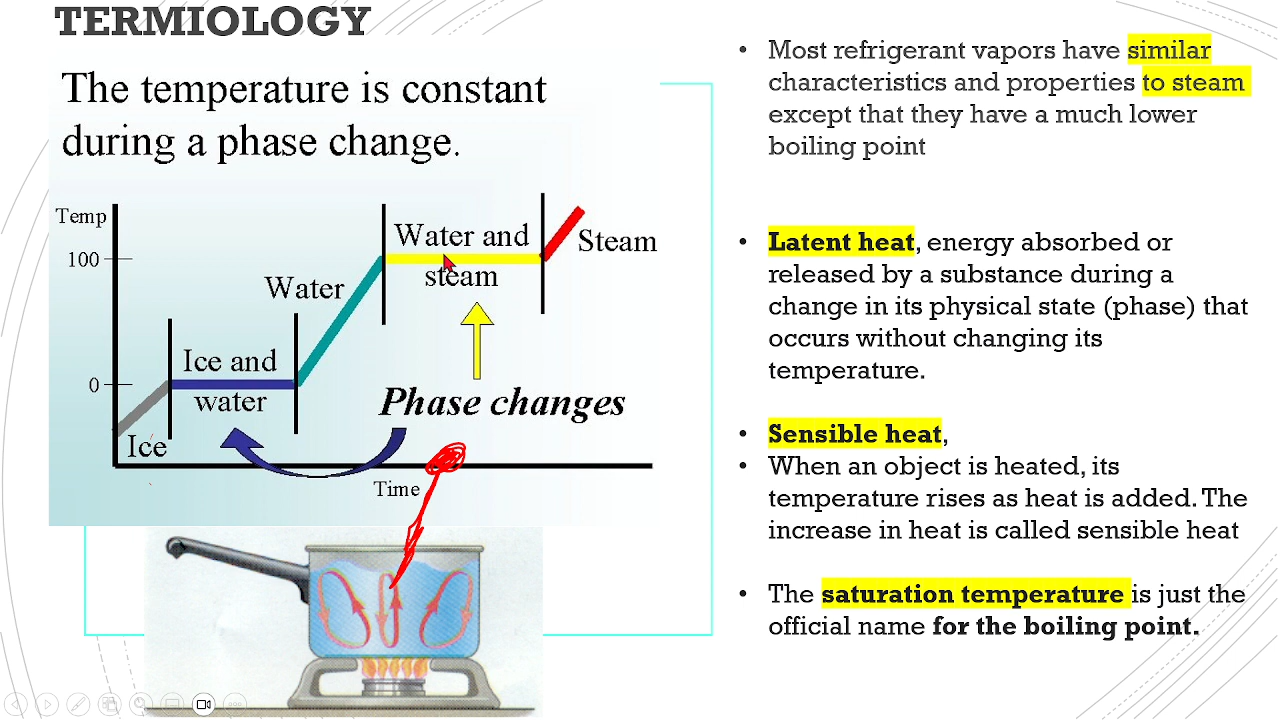 TERMIOLOGY
The temperature is constant
during a phase change.
Temp
100
0
Ice
Ice and
water
Water
Water and
steam
Steam
Phase changes
Time
• Most refrigerant vapors have similar
characteristics and properties to steam
except that they have a much lower
boiling point
• Latent heat, energy absorbed or
released by a substance during a
change in its physical state (phase) that
occurs without changing its
temperature.
• Sensible heat,
• When an object is heated, its
temperature rises as heat is added. The
increase in heat is called sensible heat
• The saturation temperature is just the
official name for the boiling point.